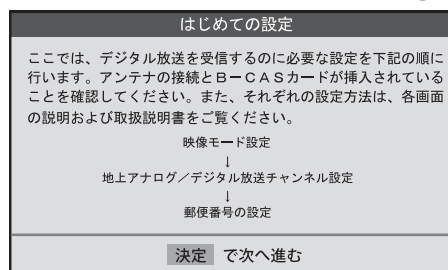 はじめての設定
ここでは、デジタル放送を受信するのに必要な設定を下記の順に
行います。アンテナの接続とB－CASカードが挿入されている
ことを確認してください。また、それぞれの設定方法は、各画面
の説明および取扱説明書をご覧ください。
映像モード設定
↓
地上アナログ／デジタル放送チャンネル設定
↓
郵便番号の設定
決定 で次へ進む